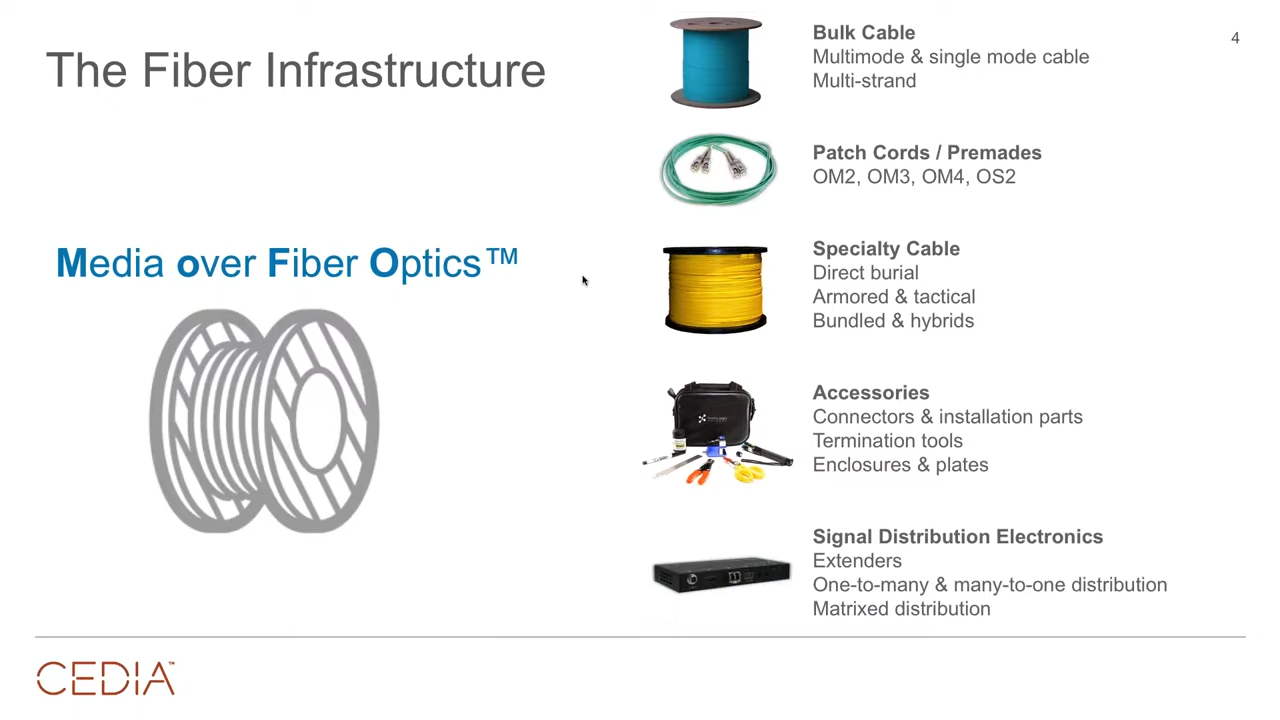 The Fiber Infrastructure
4
Media over Fiber Optics™
Bulk Cable
Multimode & single mode cable
Multi-strand
Patch Cords / Premades
OM2, OM3, OM4, OS2
Specialty Cable
Direct burial
Armored & tactical
Bundled & hybrids
Accessories
Connectors & installation parts
Termination tools
Enclosures & plates
Signal Distribution Electronics
Extenders
One-to-many & many-to-one distribution
Matrixed distribution
CEDIA™